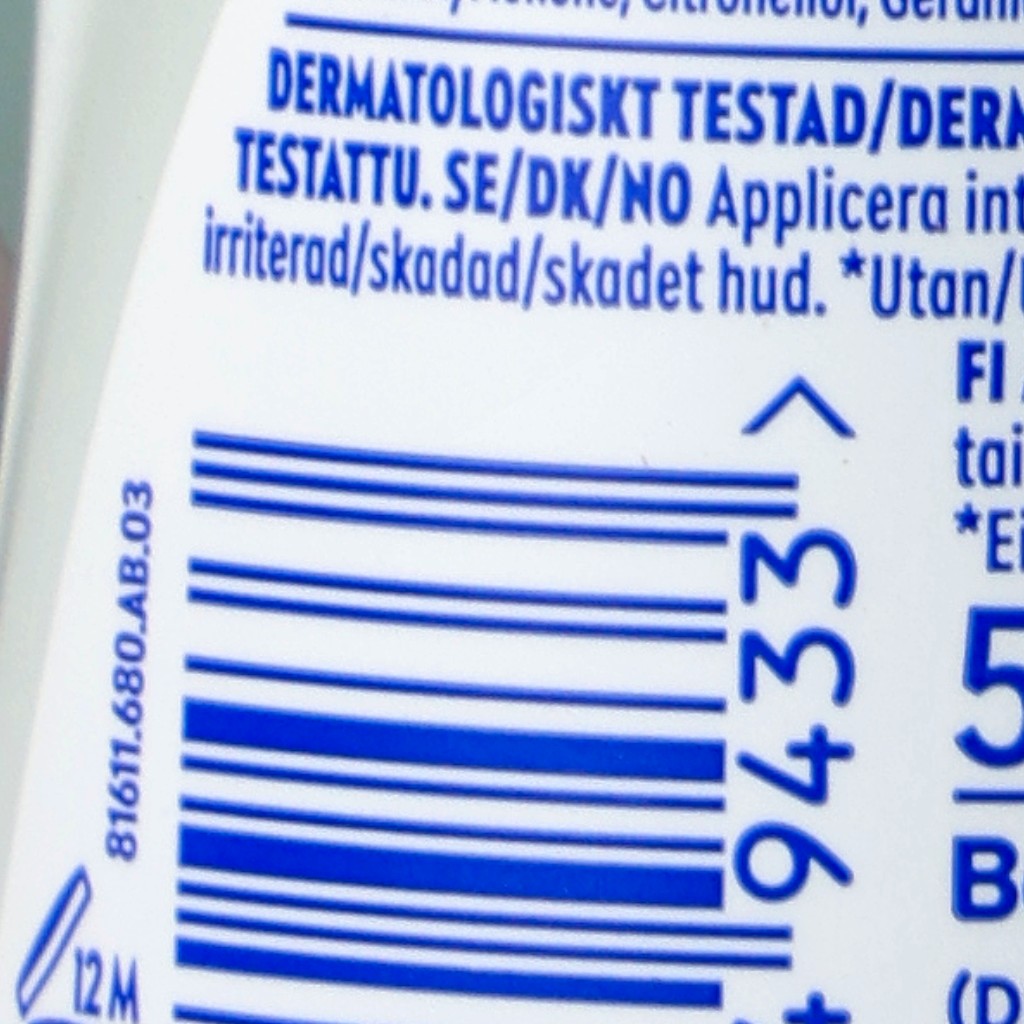 Citronellol,
DERMATOLOGISKT TESTAD/DERM
TESTATTU. SE/DK/NO Applicera int
irriterad/skadad/skadet hud. *Utan/
FI
tai
*Ei
5
B
(D
9433 >
81611.680.AB.03
12M